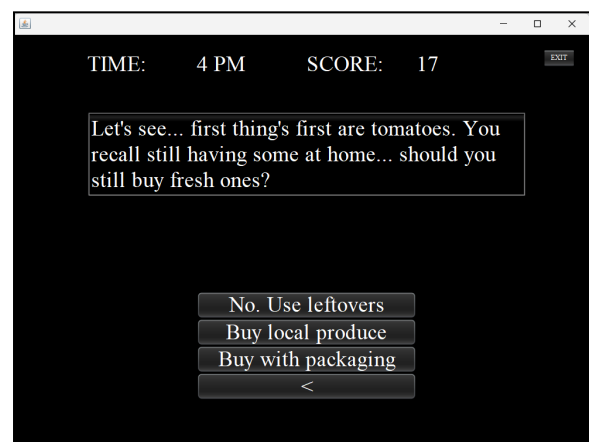 TIME: 4 PM SCORE: 17 EXIT
Let's see... first thing's first are tomatoes. You
recall still having some at home... should you
still buy fresh ones?
No. Use leftovers
Buy local produce
Buy with packaging
<